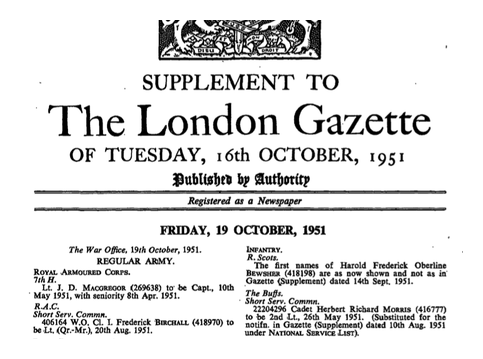 DIEU ET MON DROIT
SUPPLEMENT TO
The London Gazette
OF TUESDAY, 16th OCTOBER, 1951
Published by Authority
Registered as a Newspaper
FRIDAY, 19 OCTOBER, 1951
The War Office, 19th October, 1951.
REGULAR ARMY.
ROYAL ARMOURED CORPS.
7th H.
Lt. J. D. MACGREGOR (269638) to be Capt., 10th
May 1951, with seniority 8th Apr. 1951.
R.A.C.
Short Serv. Commn.
406164 W.O. Cl. I. Frederick BIRCHALL (418970) to
be Lt. (Qr.-Mr.), 20th Aug. 1951.
INFANTRY.
R. Scots.
The first names of Harold Frederick Oberline
BEWSHER (418198) are as now shown and not as in
Gazette (Supplement) dated 14th Sept. 1951.
The Buffs.
Short Serv. Commn.
22204296 Cadet Herbert Richard MORRIS (416777)
to be 2nd Lt., 26th May 1951. (Substituted for the
notifn. in Gazette (Supplement) dated 10th Aug. 1951
under NATIONAL SERVICE LIST).